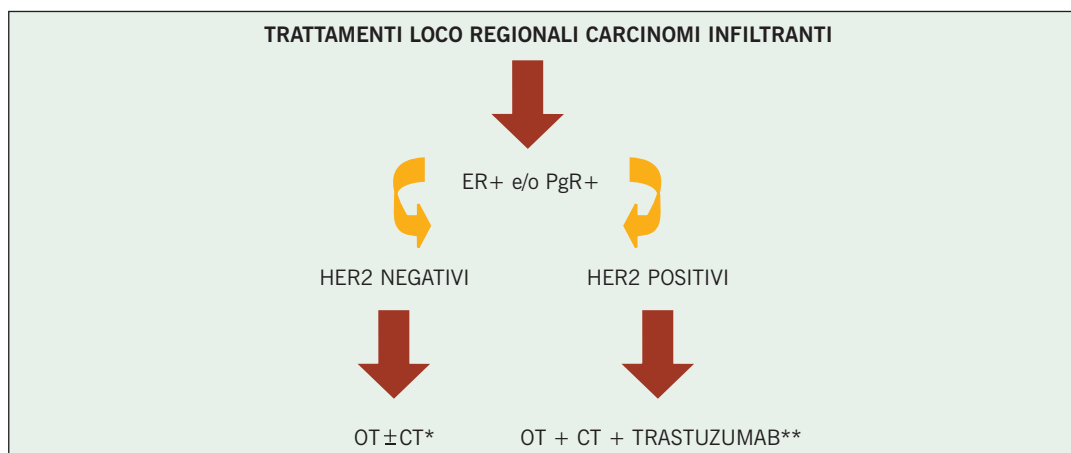 TRATTAMENTI LOCO REGIONALI CARCINOMI INFILTRANTI
ER+ e/o PgR+
HER2 NEGATIVI
HER2 POSITIVI
OT±CT*
OT + CT + TRASTUZUMAB**